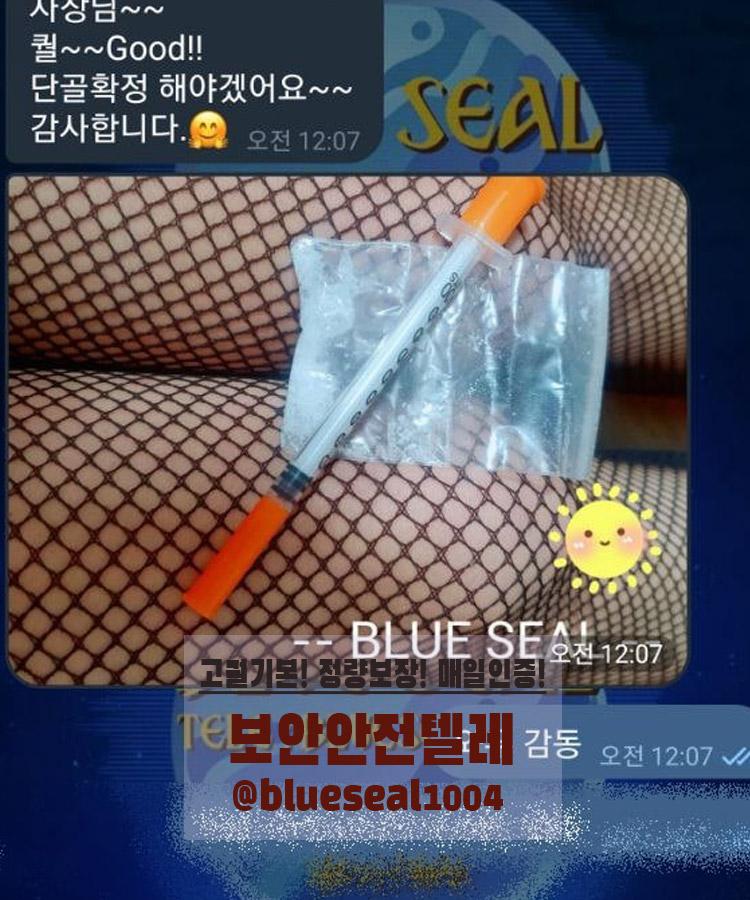 사장님~~
퀄~~Good!!
단골확정 해야겠어요~~
감사합니다.🤗 오전 12:07
SEAL
-- BLUE SEAL
오전 12:07
고퀄기본! 정량보장! 매일인증!
보안안전텔레
감동 오전 12:07
@blueseal1004